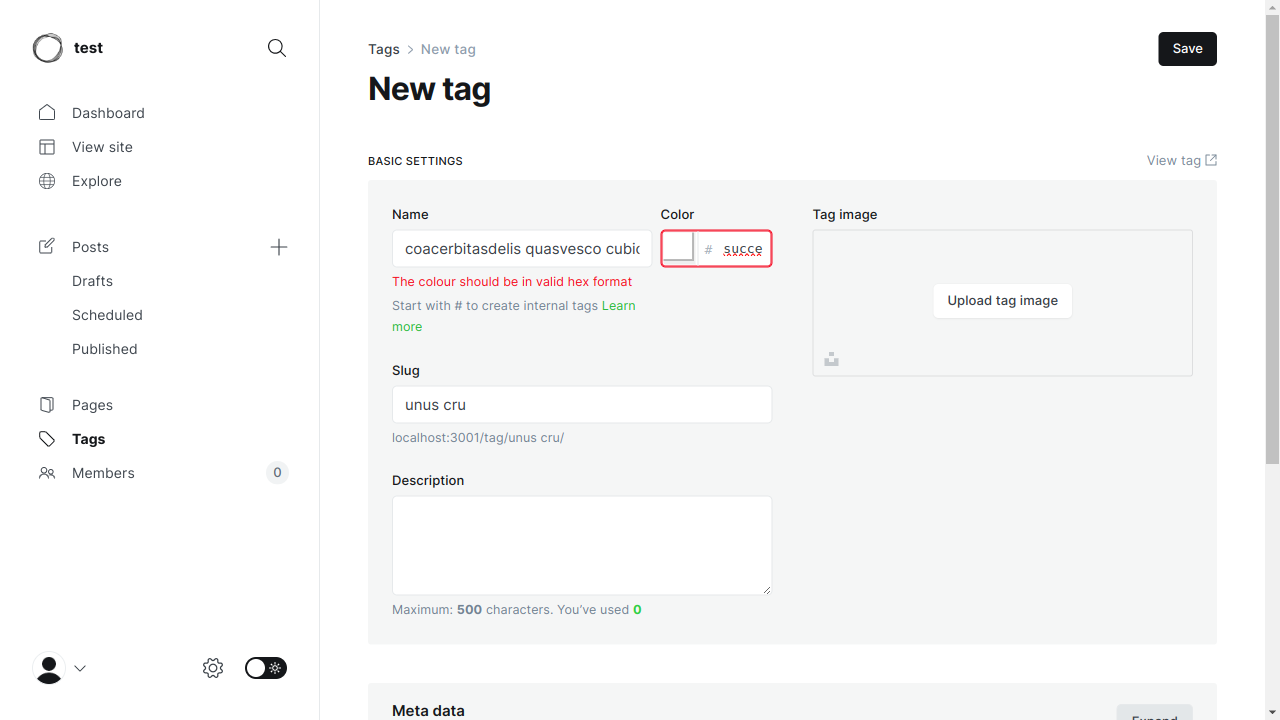 test
Dashboard
View site
Explore
Posts
Drafts
Scheduled
Published
Pages
Tags
Members 0
Tags > New tag
Save
New tag
BASIC SETTINGS
View tag
Name
coacerbitasdelis quasvesco cubic
Color
# succe
The colour should be in valid hex format
Start with # to create internal tags Learn
more
Slug
unus cru
localhost:3001/tag/unus cru/
Description
Maximum: 500 characters. You’ve used 0
Tag image
Upload tag image
Meta data
Expand